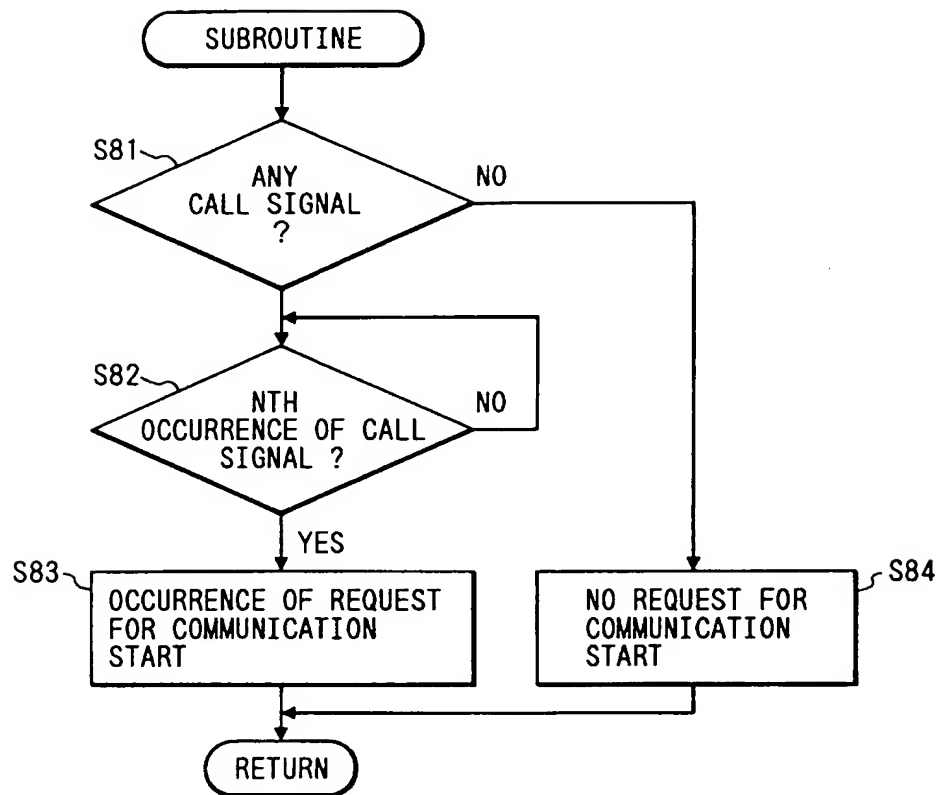 SUBROUTINE
S81
ANY
CALL SIGNAL
?
NO
S82
NTH
OCCURRENCE OF CALL
SIGNAL ?
NO
YES
S83
OCCURRENCE OF REQUEST
FOR COMMUNICATION
START
NO REQUEST FOR
COMMUNICATION
START
S84
RETURN